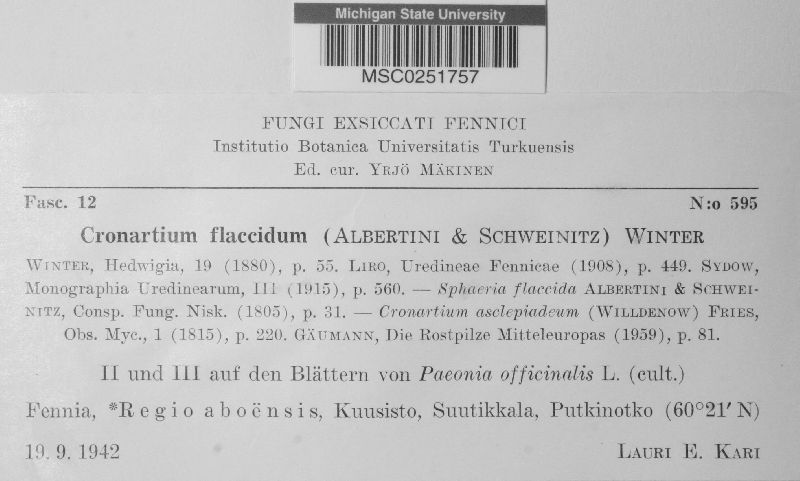 Michigan State University
MSC0251757
FUNGI EXSICCATI FENNICI
Institutio Botanica Universitatis Turkuensis
Ed. cur. YRJÖ MÄKINEN
Fasc. 12 N:o 595
Cronartium flaccidum (ALBERTINI & SCHWEINITZ) WINTER
WINTER, Hedwigia, 19 (1880), p. 55. LIRO, Uredineae Fennicae (1908), p. 449. SYDOW,
Monographia Uredinearum, III (1915), p. 560. — Sphaeria flaccida ALBERTINI & SCHWEI-
NITZ, Consp. Fung. Nisk. (1805), p. 31. — Cronartium asclepiadeum (WILLDENOW) FRIES,
Obs. Myc., 1 (1815), p. 220. GÄUMANN, Die Rostpilze Mitteleuropas (1959), p. 81.
II und III auf den Blättern von Paeonia officinalis L. (cult.)
Fennia, *Regio aboënsis, Kuusisto, Suutikkala, Putkinotko (60°21′ N)
19. 9. 1942 LAURI E. KARI